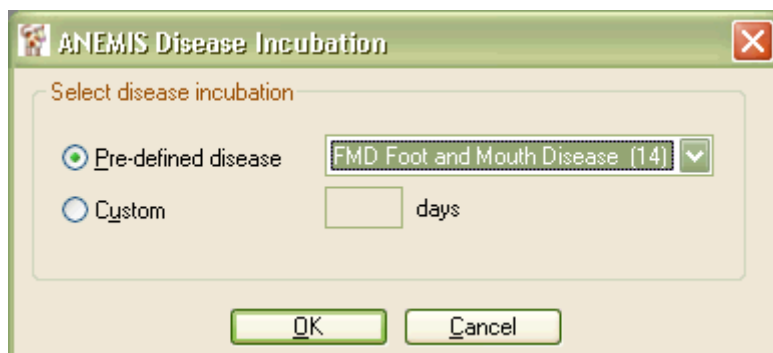 ANEMIS Disease Incubation
Select disease incubation
Pre-defined disease FMD Foot and Mouth Disease (14)
Custom days
OK Cancel